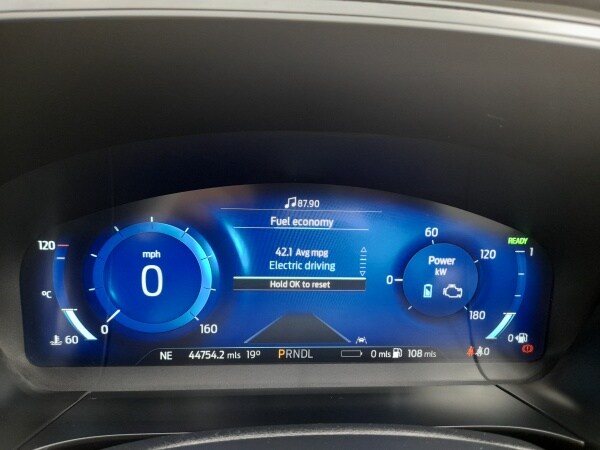 87.90
Fuel economy
42.1 Avg mpg
Electric driving
Hold OK to reset
120
°C
60
mph
0
0
160
60
120
Power
kW
0
180
READY
1
0
NE 44754.2 mls 19° PRNDL 0 mls 108 mls